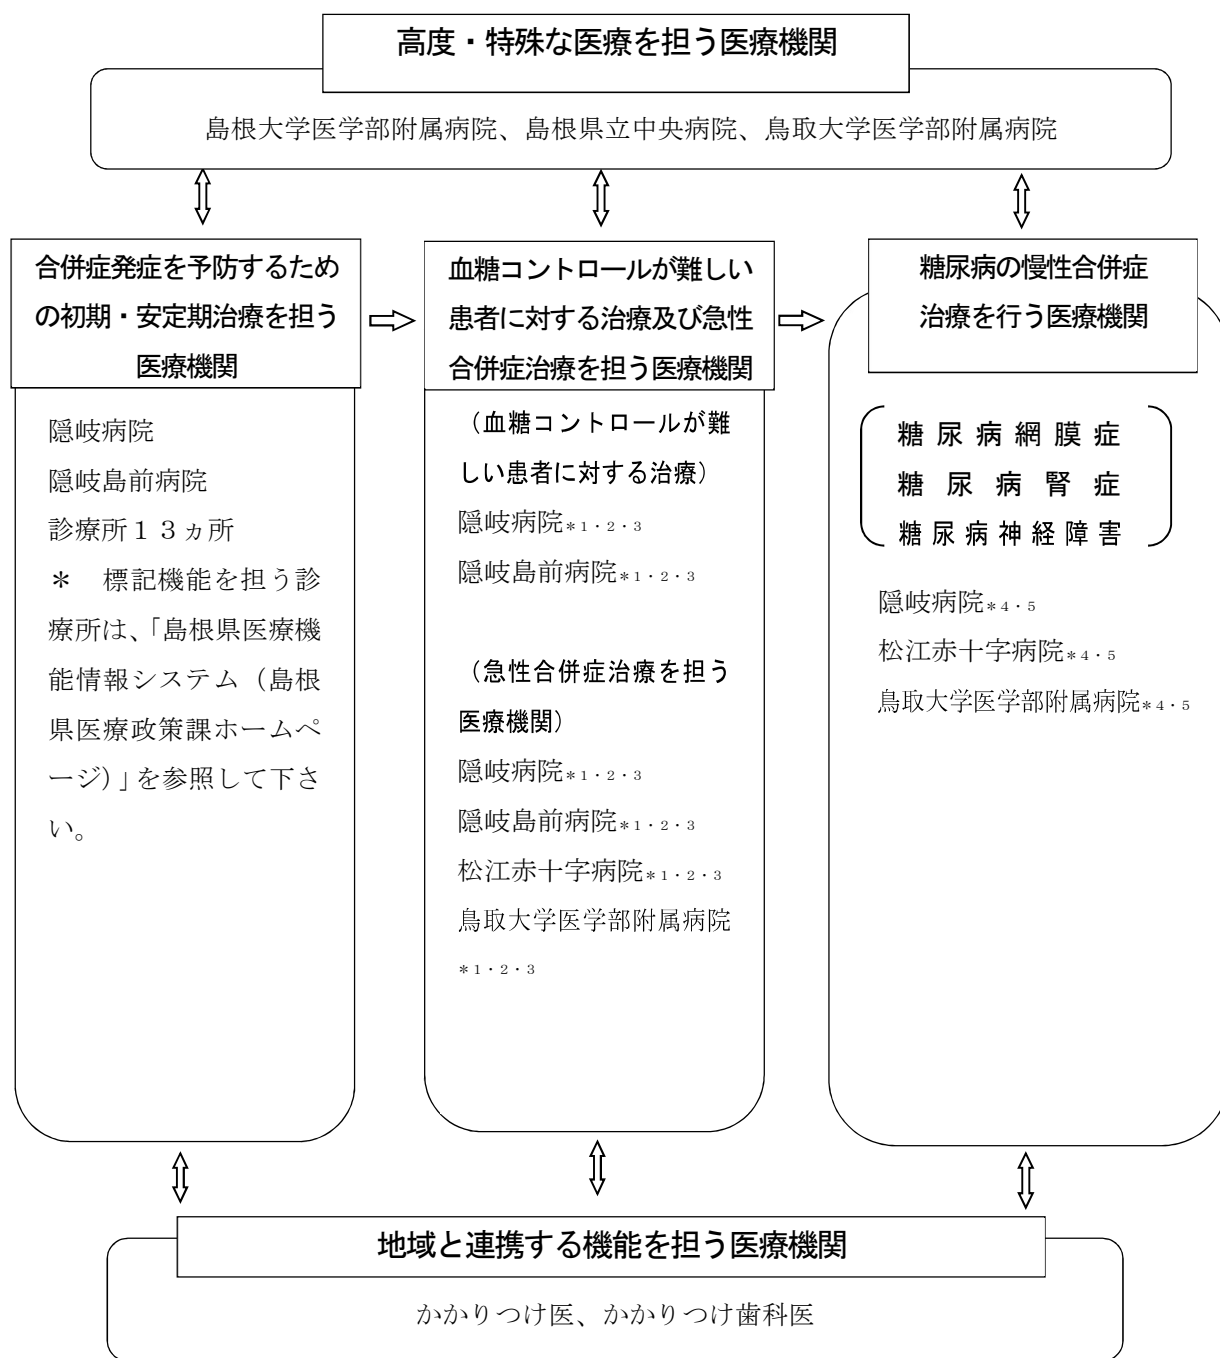 高度・特殊な医療を担う医療機関
島根大学医学部附属病院、島根県立中央病院、鳥取大学医学部附属病院
合併症発症を予防するため
の初期・安定期治療を担う
医療機関
隠岐病院
隠岐島前病院
診療所１３ヵ所
＊　標記機能を担う診
療所は、「島根県医療機
能情報システム（島根
県医療政策課ホームペ
ージ）」を参照して下さ
い。
血糖コントロールが難しい
患者に対する治療及び急性
合併症治療を担う医療機関
（血糖コントロールが難
しい患者に対する治療）
隠岐病院＊１・２・３
隠岐島前病院＊１・２・３
（急性合併症治療を担う
医療機関）
隠岐病院＊１・２・３
隠岐島前病院＊１・２・３
松江赤十字病院＊１・２・３
鳥取大学医学部附属病院
＊１・２・３
糖尿病の慢性合併症
治療を行う医療機関
糖尿病網膜症
糖尿病腎症
糖尿病神経障害
隠岐病院＊４・５
松江赤十字病院＊４・５
鳥取大学医学部附属病院＊４・５
地域と連携する機能を担う医療機関
かかりつけ医、かかりつけ歯科医